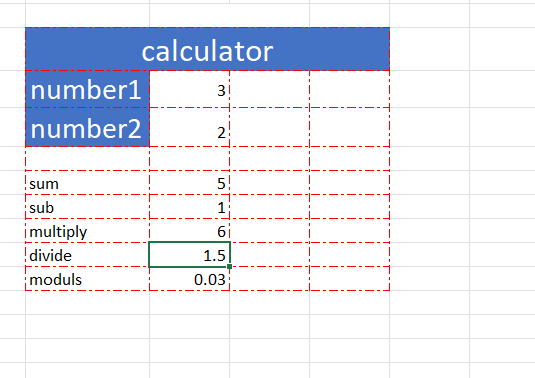 calculator
number1 3
number2 2
sum 5
sub 1
multiply 6
divide 1.5
moduls 0.03